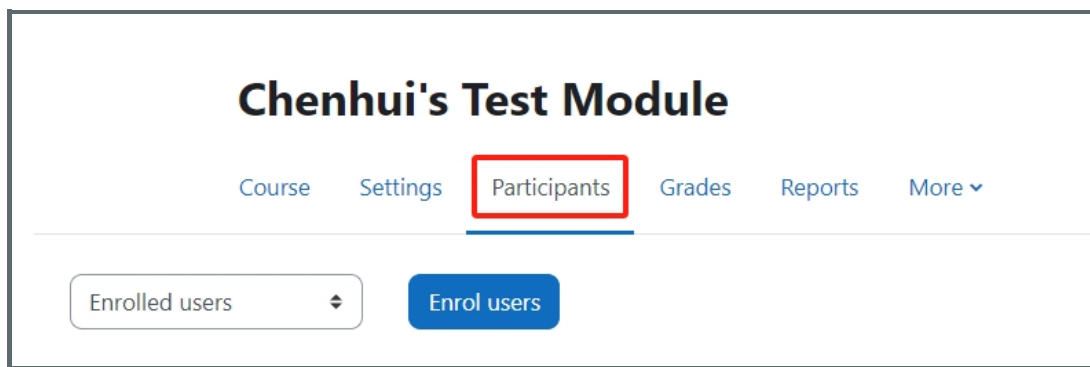 Chenhui's Test Module
Course Settings Participants Grades Reports More
Enrolled users Enrol users